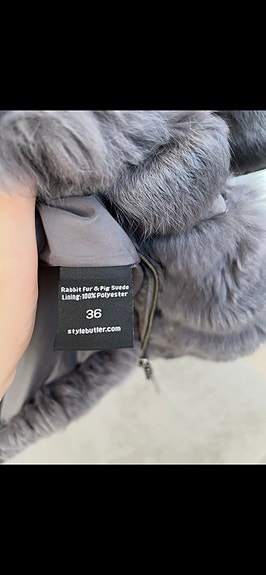 Rabbit Fur & Pig Suede
Lining:100% Polyester
36
stylebutler.com